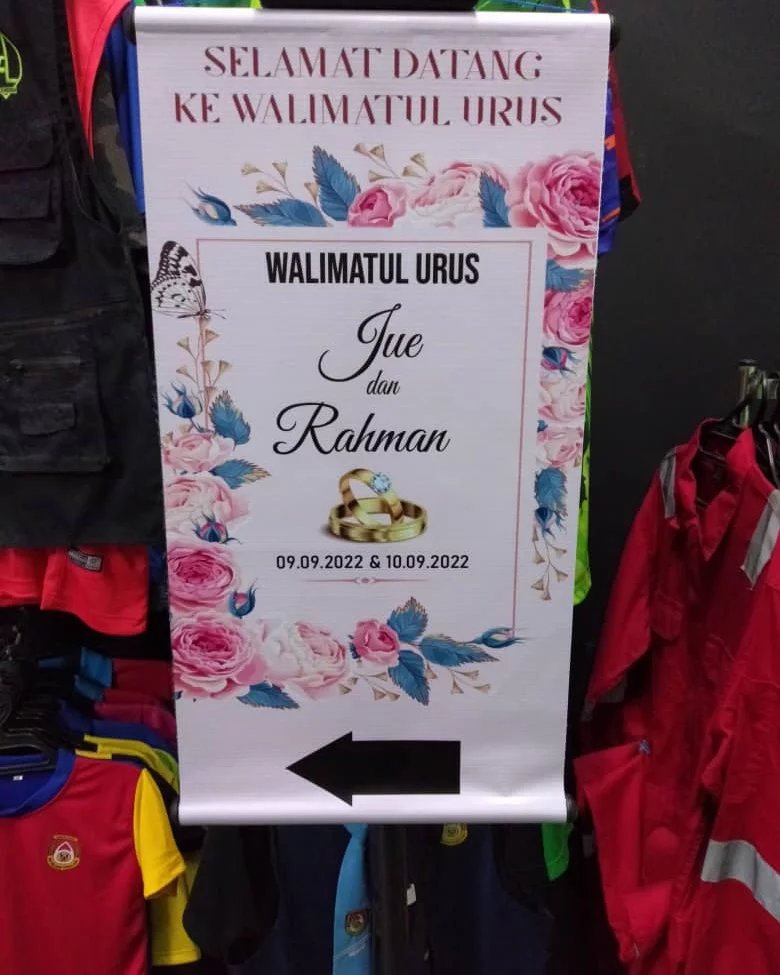 SELAMAT DATANG
KE WALIMATUL URUS
WALIMATUL URUS
Jue
dan
Rahman
09.09.2022 & 10.09.2022